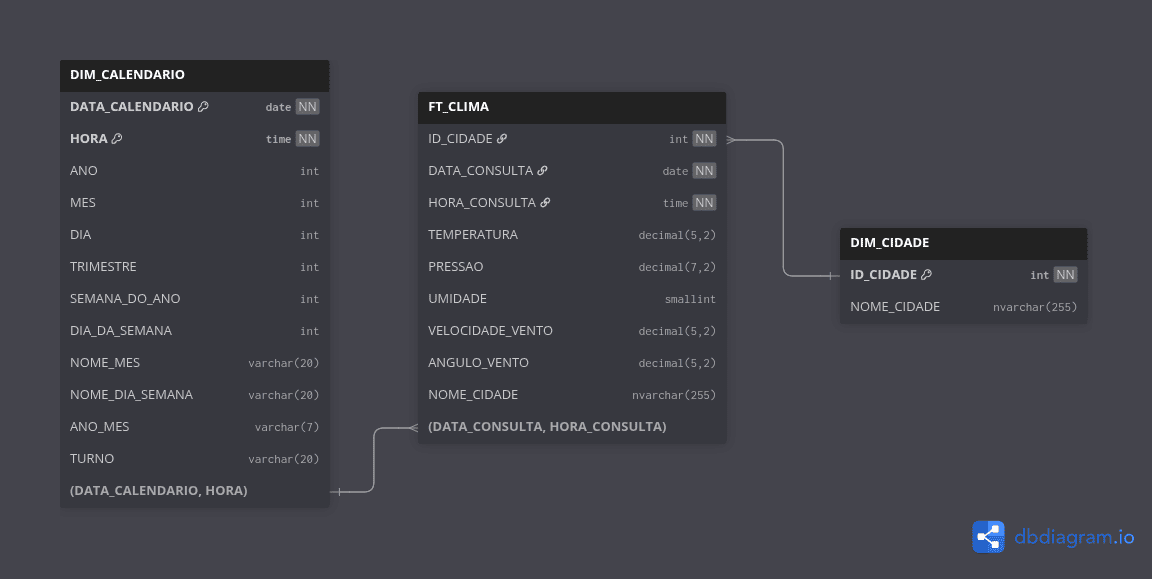 DIM_CALENDARIO
DATA_CALENDARIO date NN
HORA time NN
ANO int
MES int
DIA int
TRIMESTRE int
SEMANA_DO_ANO int
DIA_DA_SEMANA int
NOME_MES varchar(20)
NOME_DIA_SEMANA varchar(20)
ANO_MES varchar(7)
TURNO varchar(20)
(DATA_CALENDARIO, HORA)
FT_CLIMA
ID_CIDADE int NN
DATA_CONSULTA date NN
HORA_CONSULTA time NN
TEMPERATURA decimal(5,2)
PRESSAO decimal(7,2)
UMIDADE smallint
VELOCIDADE_VENTO decimal(5,2)
ANGULO_VENTO decimal(5,2)
NOME_CIDADE nvarchar(255)
(DATA_CONSULTA, HORA_CONSULTA)
DIM_CIDADE
ID_CIDADE int NN
NOME_CIDADE nvarchar(255)
dbdiagram.io